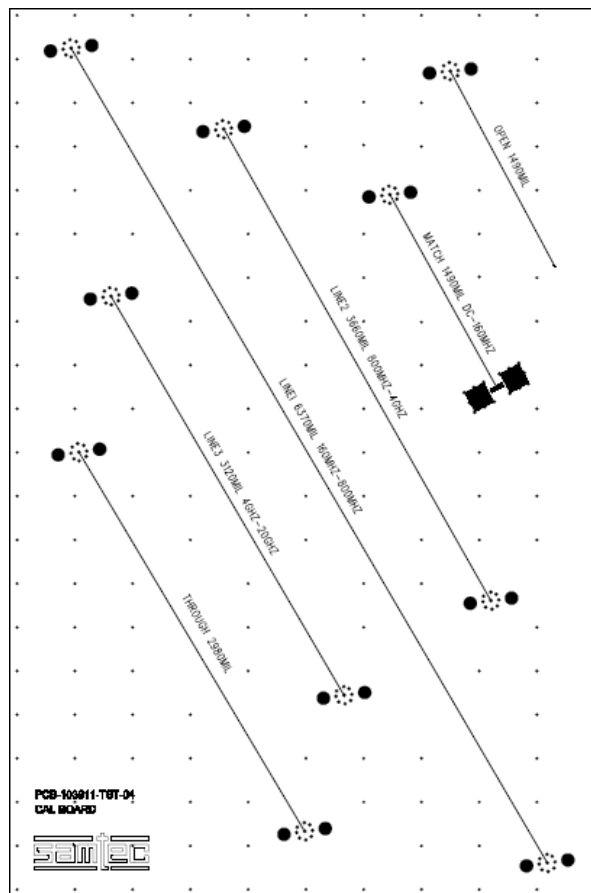 OPEN 1490MIL
MATCH 1490MIL DC-160MHZ
LINE2 3660MIL 800MHZ-4GHZ
LINE1 6370MIL 160MHZ-800MHZ
LINE3 3120MIL 4GHZ-20GHZ
THROUGH 2980MIL
PCB-103911-TST-04
CAL BOARD
samtec